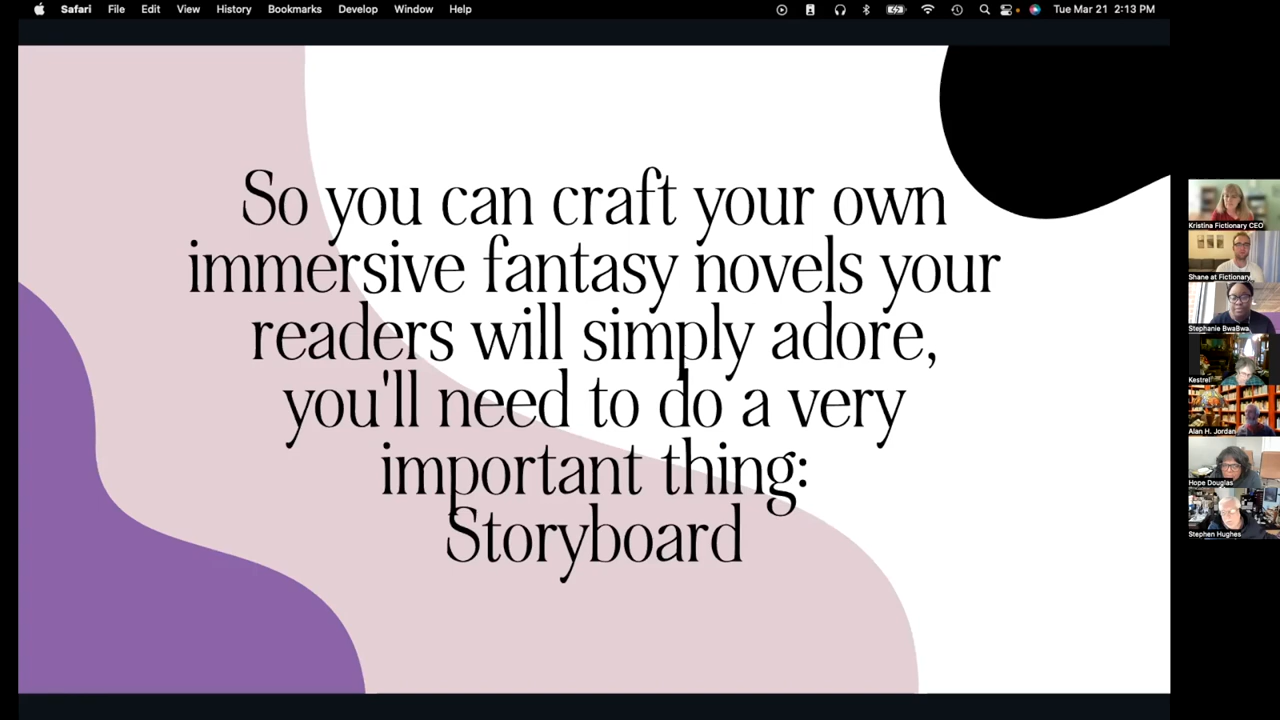 Safari File Edit View History Bookmarks Develop Window Help Tue Mar 21 2:13 PM
So you can craft your own
immersive fantasy novels your
readers will simply adore,
you'll need to do a very
important thing:
Storyboard
Kristina Fictionary CEO
Shane at Fictionary
Stephanie BwaBwa
Kestrel
Alan H. Jordan
Hope Douglas
Stephen Hughes